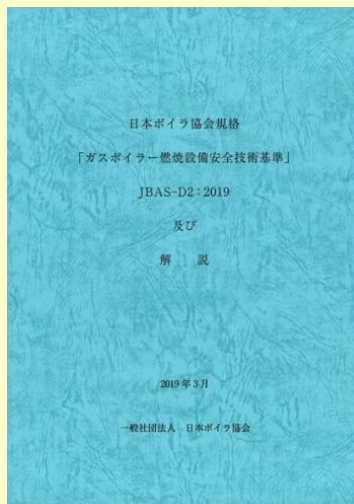 日本ボイラ協会規格
「ガスボイラー燃焼設備安全技術基準」
JBAS-D2:2019
及び
解　説
2019年3月
一般社団法人　日本ボイラ協会